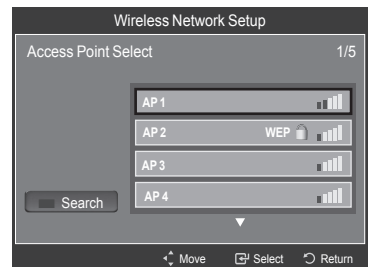 Wireless Network Setup
Access Point Select 1/5
AP 1
AP 2 WEP
AP 3
AP 4
Search
Move Select Return